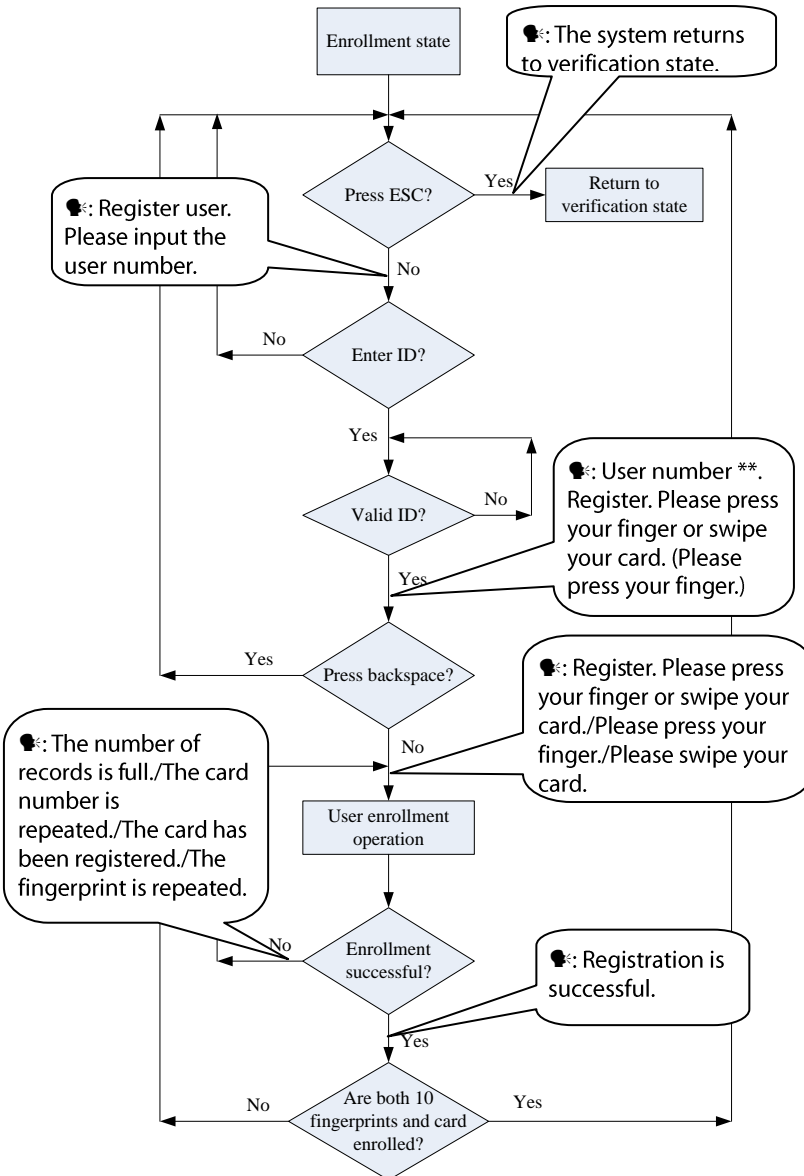 Enrollment state
🗣: The system returns
to verification state.
Press ESC?
Yes
Return to
verification state
🗣: Register user.
Please input the
user number.
No
Enter ID?
No
Yes
Valid ID?
No
🗣: User number **.
Register. Please press
your finger or swipe
your card. (Please
press your finger.)
Yes
Press backspace?
Yes
🗣: Register. Please press
your finger or swipe your
card./Please press your
finger./Please swipe your
card.
No
🗣: The number of
records is full./The card
number is
repeated./The card has
been registered./The
fingerprint is repeated.
User enrollment
operation
Enrollment
successful?
No
🗣: Registration is
successful.
Yes
Are both 10
fingerprints and card
enrolled?
No
Yes